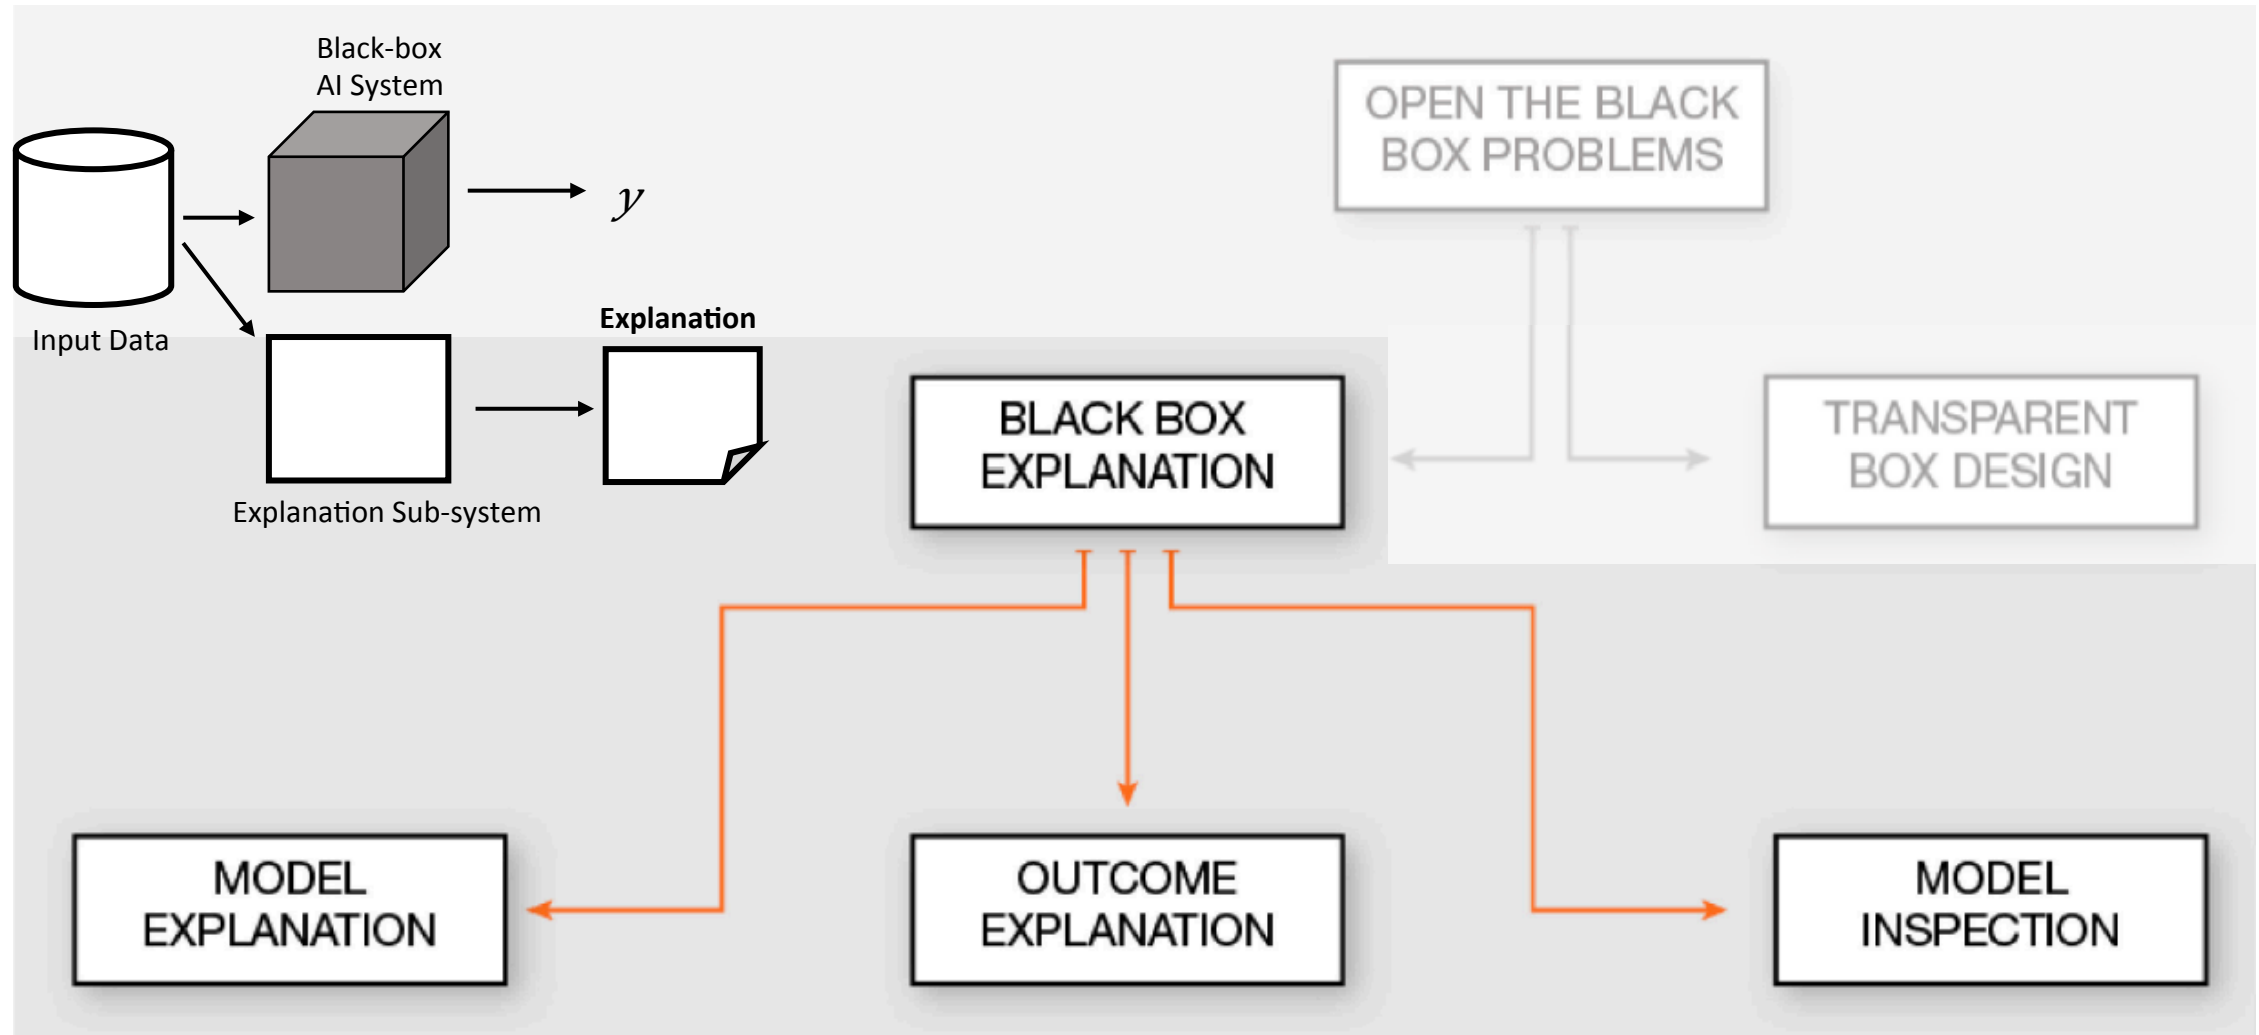 Black-box
AI System
y
Input Data
Explanation
Explanation Sub-system
OPEN THE BLACK
BOX PROBLEMS
BLACK BOX
EXPLANATION
TRANSPARENT
BOX DESIGN
MODEL
EXPLANATION
OUTCOME
EXPLANATION
MODEL
INSPECTION